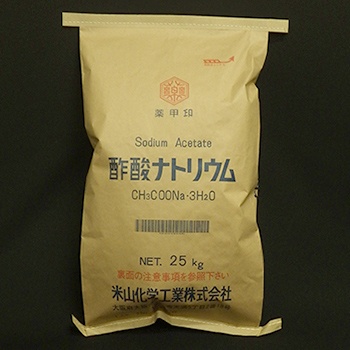 薬甲印
Sodium Acetate
酢酸ナトリウム
CH₃COONa·3H₂O
NET. 25 kg
裏面の注意事項を参照下さい
米山化学工業株式会社